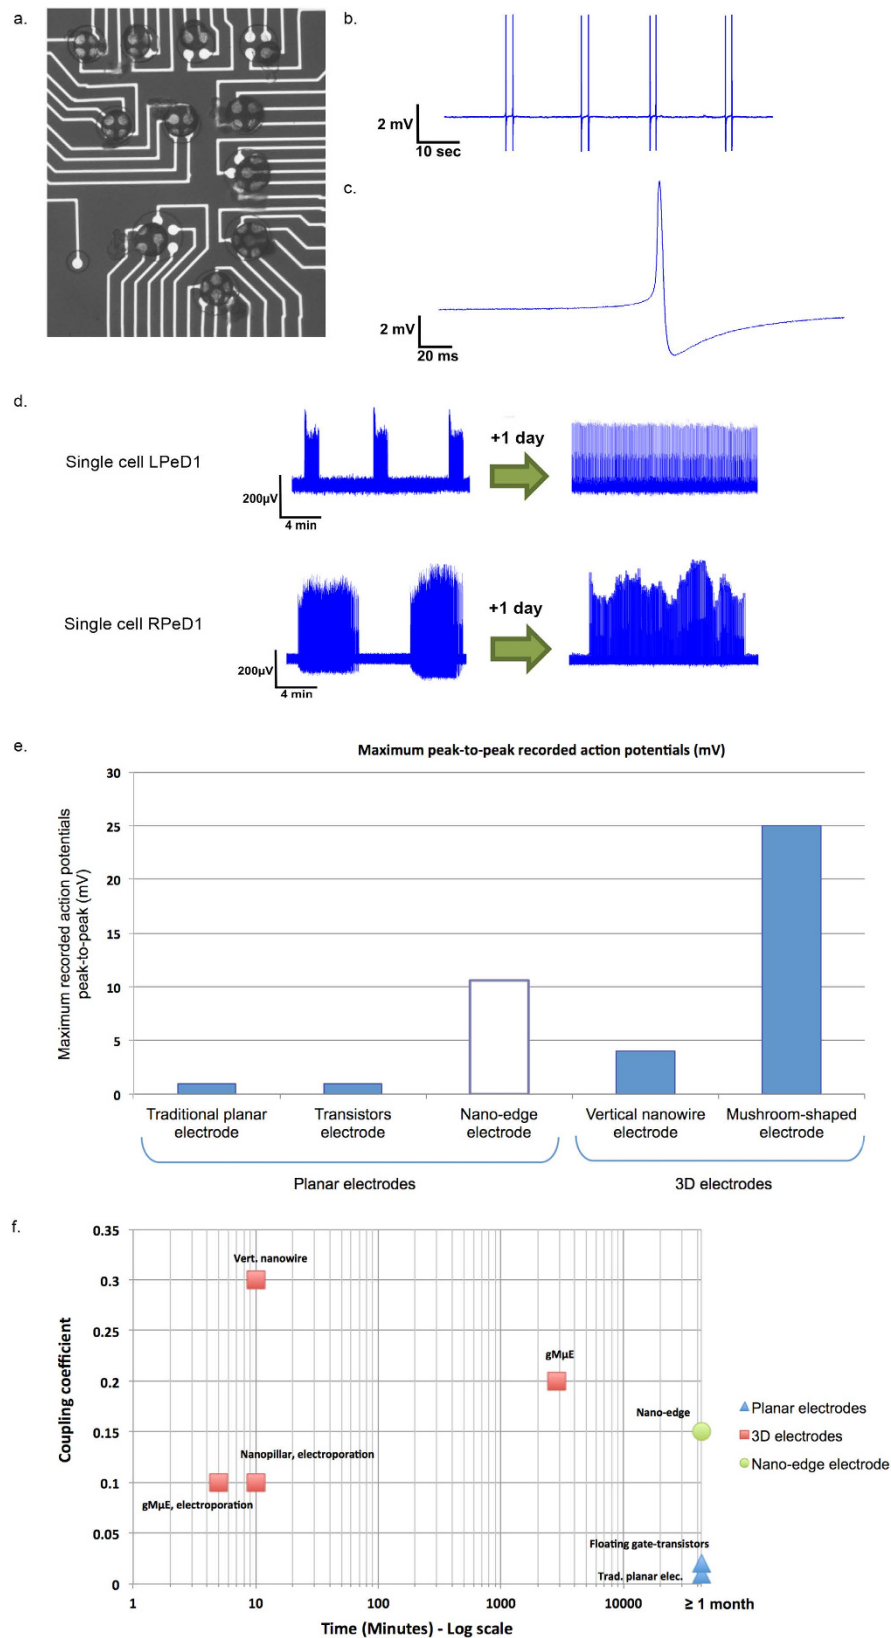 a.
b.
2 mV
10 sec
c.
2 mV
20 ms
d.
Single cell LPeD1
200µV
4 min
+1 day
Single cell RPeD1
200µV
4 min
+1 day
e.
Maximum peak-to-peak recorded action potentials (mV)
Maximum recorded action potentials
peak-to-peak (mV)
30
25
20
15
10
5
0
Traditional planar
electrode
Transistors
electrode
Nano-edge
electrode
Vertical nanowire
electrode
Mushroom-shaped
electrode
Planar electrodes
3D electrodes
f.
Coupling coefficient
0.35
0.3
0.25
0.2
0.15
0.1
0.05
0
Vert. nanowire
gMµE
Nano-edge
Nanopillar, electroporation
gMµE, electroporation
Floating gate-transistors
Trad. planar elec.
Planar electrodes
3D electrodes
Nano-edge electrode
1
10
100
1000
10000
≥ 1 month
Time (Minutes) - Log scale